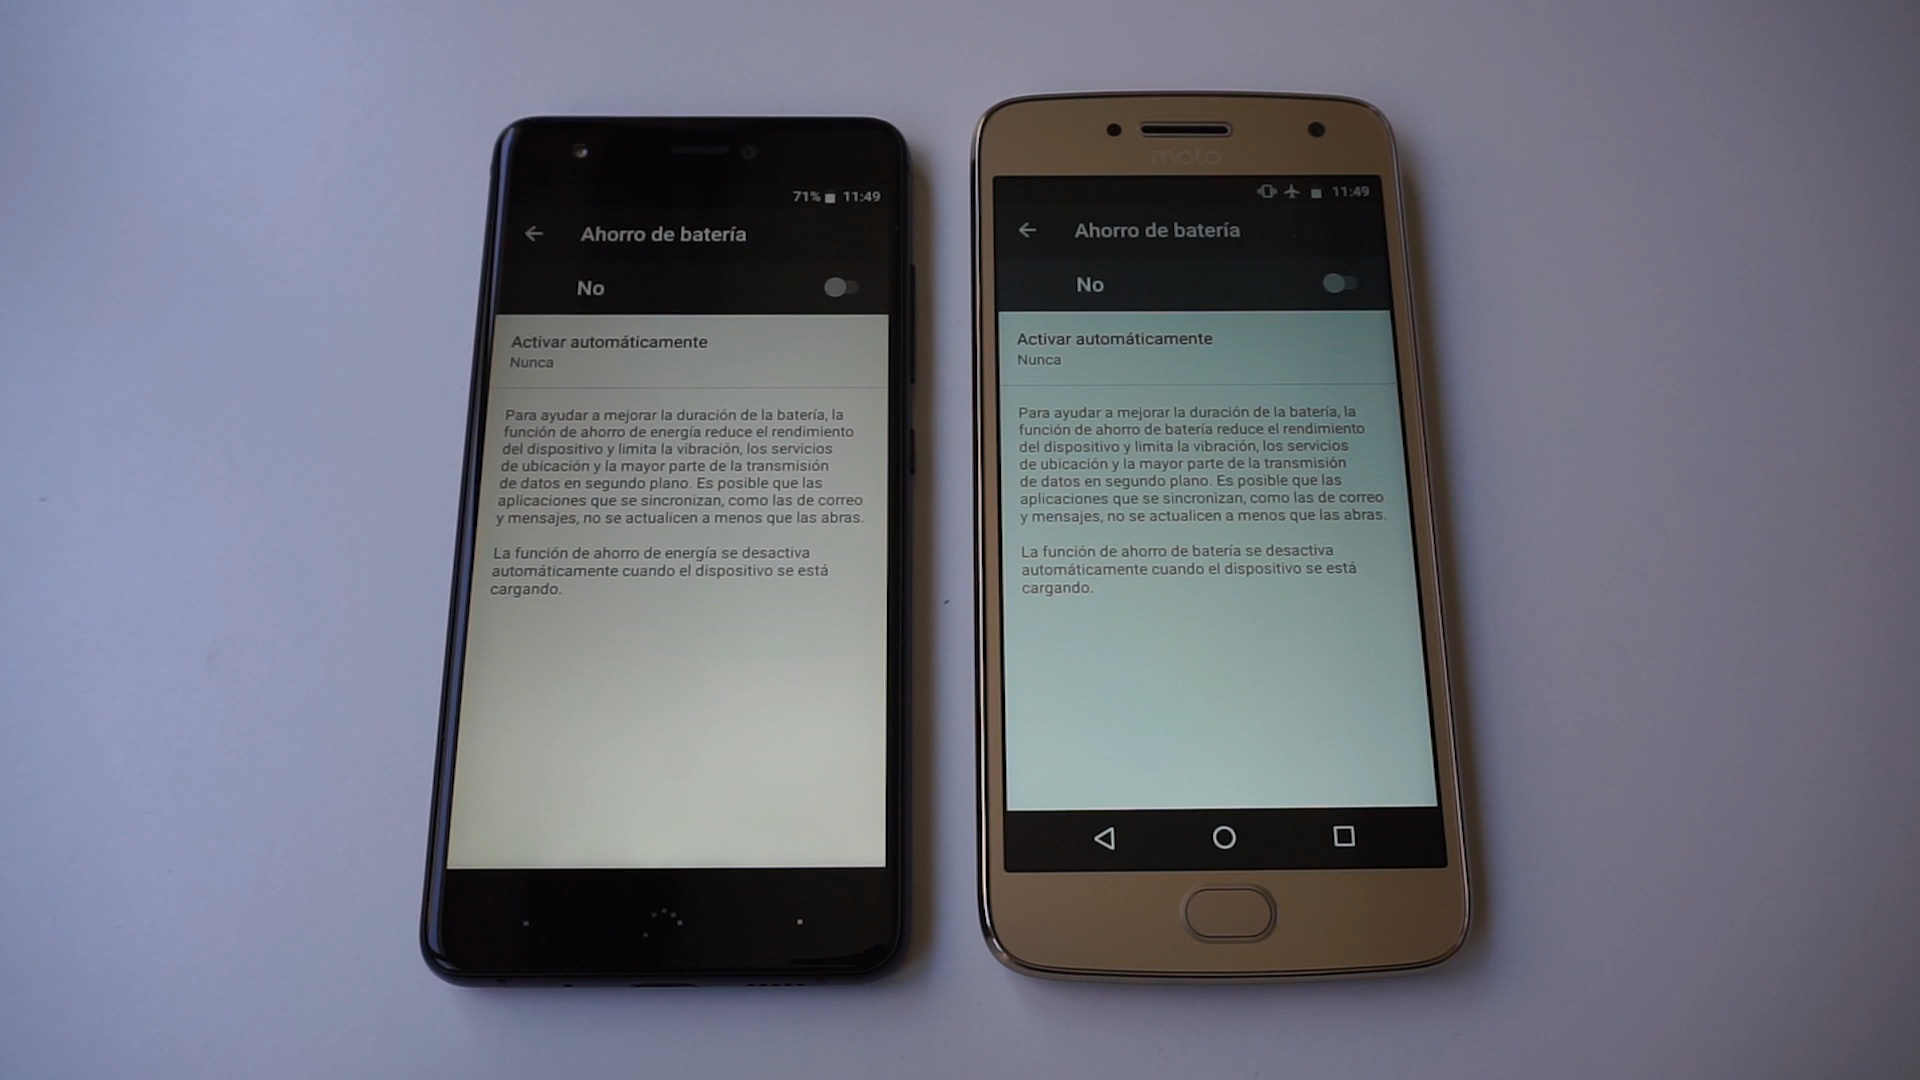 71% 11:49
Ahorro de batería
No
Activar automáticamente
Nunca
Para ayudar a mejorar la duración de la batería, la
función de ahorro de energía reduce el rendimiento
del dispositivo y limita la vibración, los servicios
de ubicación y la mayor parte de la transmisión
de datos en segundo plano. Es posible que las
aplicaciones que se sincronizan, como las de correo
y mensajes, no se actualicen a menos que las abras.
La función de ahorro de energía se desactiva
automáticamente cuando el dispositivo se está
cargando.
moto
11:49
Ahorro de batería
No
Activar automáticamente
Nunca
Para ayudar a mejorar la duración de la batería, la
función de ahorro de batería reduce el rendimiento
del dispositivo y limita la vibración, los servicios
de ubicación y la mayor parte de la transmisión
de datos en segundo plano. Es posible que las
aplicaciones que se sincronizan, como las de correo
y mensajes, no se actualicen a menos que las abras.
La función de ahorro de batería se desactiva
automáticamente cuando el dispositivo se está
cargando.